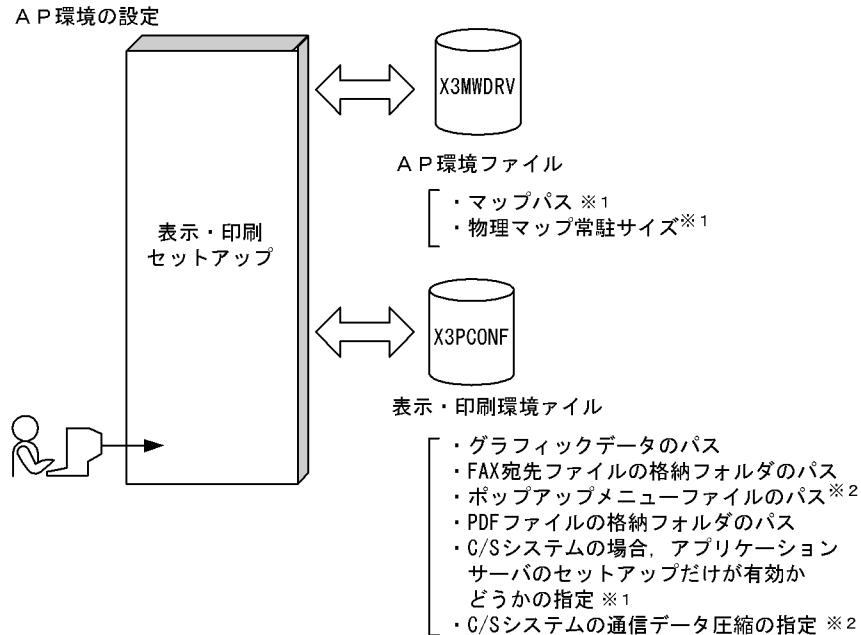 ＡＰ環境の設定
表示・印刷
セットアップ
X3MWDRV
ＡＰ環境ファイル
・マップパス ※1
・物理マップ常駐サイズ※1
X3PCONF
表示・印刷環境ァイル
・グラフィックデータのパス
・FAX宛先ファイルの格納フォルダのパス
・ポップアップメニューファイルのパス※2
・PDFファイルの格納フォルダのパス
・C/Sシステムの場合，アプリケーション
サーバのセットアップだけが有効か
どうかの指定 ※1
・C/Sシステムの通信データ圧縮の指定 ※2